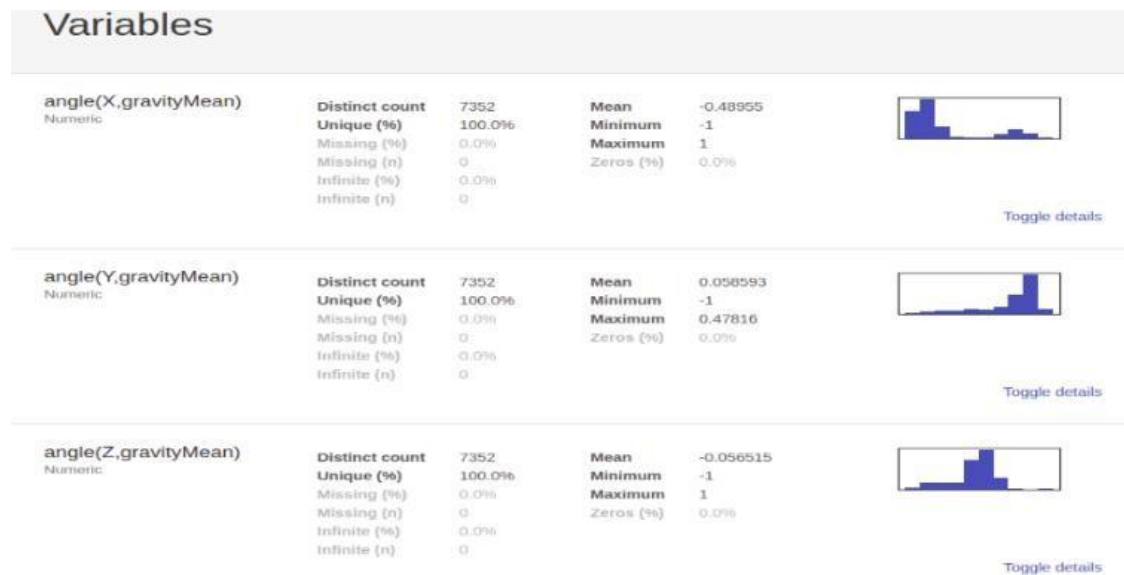 Variables
angle(X,gravityMean)
Numeric
Distinct count 7352
Unique (%) 100.0%
Missing (%) 0.0%
Missing (n) 0
Infinite (%) 0.0%
Infinite (n) 0
Mean -0.48955
Minimum -1
Maximum 1
Zeros (%) 0.0%
Toggle details
angle(Y,gravityMean)
Numeric
Distinct count 7352
Unique (%) 100.0%
Missing (%) 0.0%
Missing (n) 0
Infinite (%) 0.0%
Infinite (n) 0
Mean 0.058593
Minimum -1
Maximum 0.47816
Zeros (%) 0.0%
Toggle details
angle(Z,gravityMean)
Numeric
Distinct count 7352
Unique (%) 100.0%
Missing (%) 0.0%
Missing (n) 0
Infinite (%) 0.0%
Infinite (n) 0
Mean -0.056515
Minimum -1
Maximum 1
Zeros (%) 0.0%
Toggle details